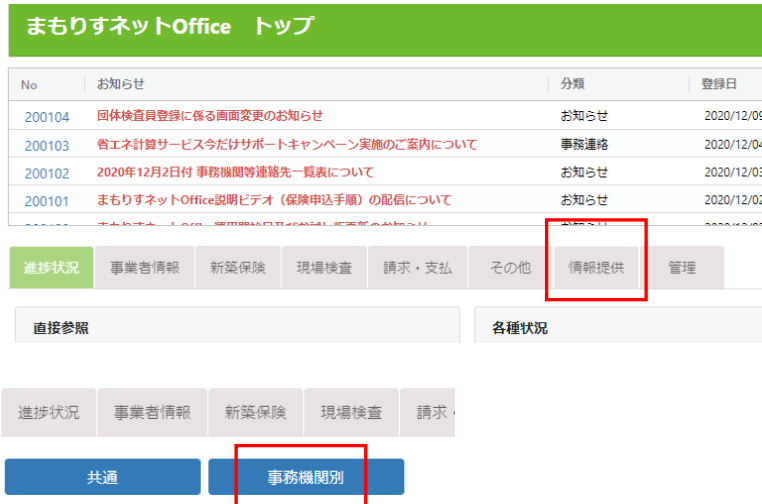 まもりすネットOffice トップ
No お知らせ 分類 登録日
200104 団体検査員登録に係る画面変更のお知らせ お知らせ 2020/12/09
200103 省エネ計算サービス今だけサポートキャンペーン実施のご案内について 事務連絡 2020/12/04
200102 2020年12月2日付 事務機関等連絡先一覧表について お知らせ 2020/12/03
200101 まもりすネットOffice説明ビデオ（保険申込手順）の配信について お知らせ 2020/12/02
進捗状況 事業者情報 新築保険 現場検査 請求・支払 その他 情報提供 管理
直接参照 各種状況
進捗状況 事業者情報 新築保険 現場検査 請求・
共通 事務機関別